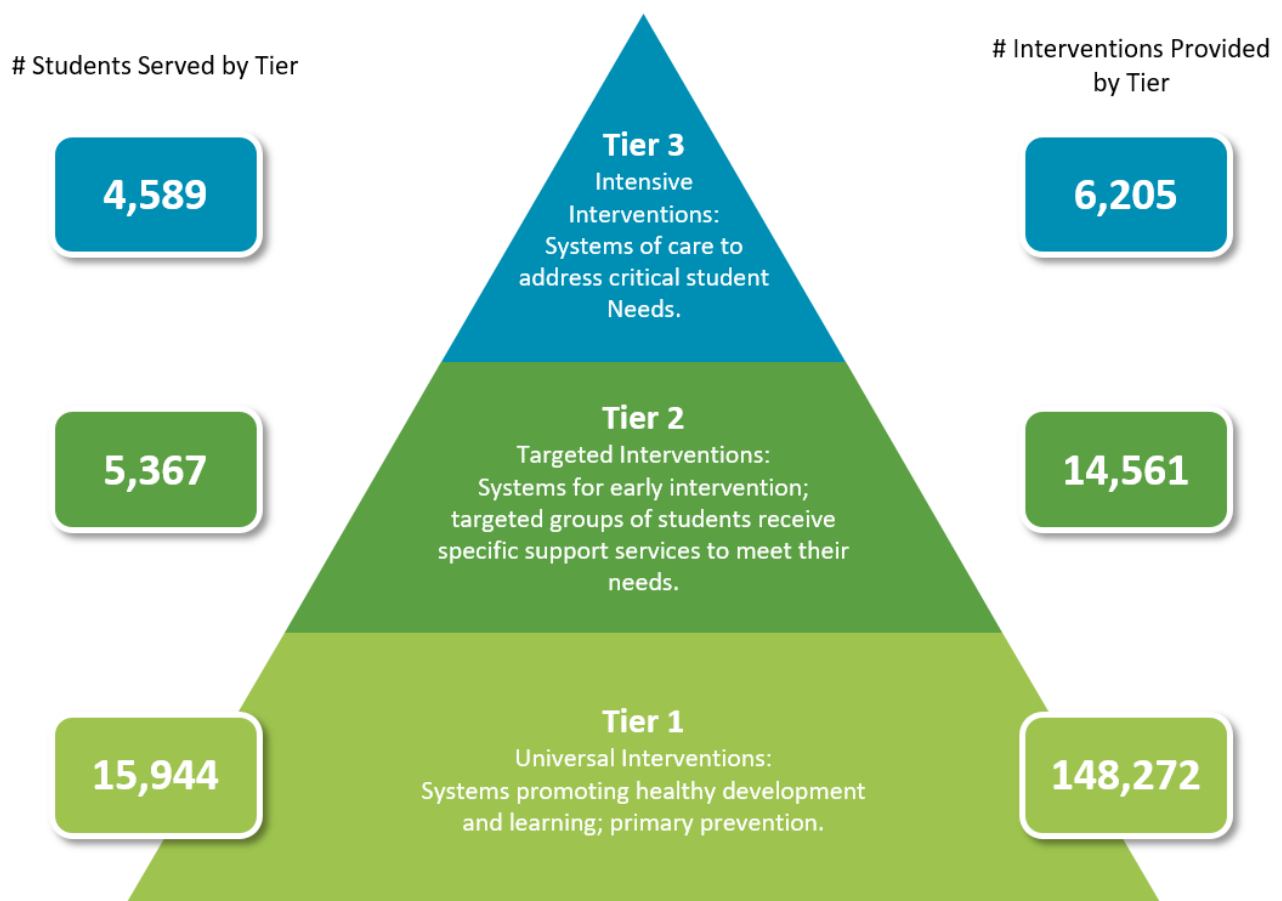 # Students Served by Tier
# Interventions Provided
by Tier
Tier 3
Intensive
Interventions:
Systems of care to
address critical student
Needs.
4,589
6,205
Tier 2
Targeted Interventions:
Systems for early intervention;
targeted groups of students receive
specific support services to meet their
needs.
5,367
14,561
Tier 1
Universal Interventions:
Systems promoting healthy development
and learning; primary prevention.
15,944
148,272